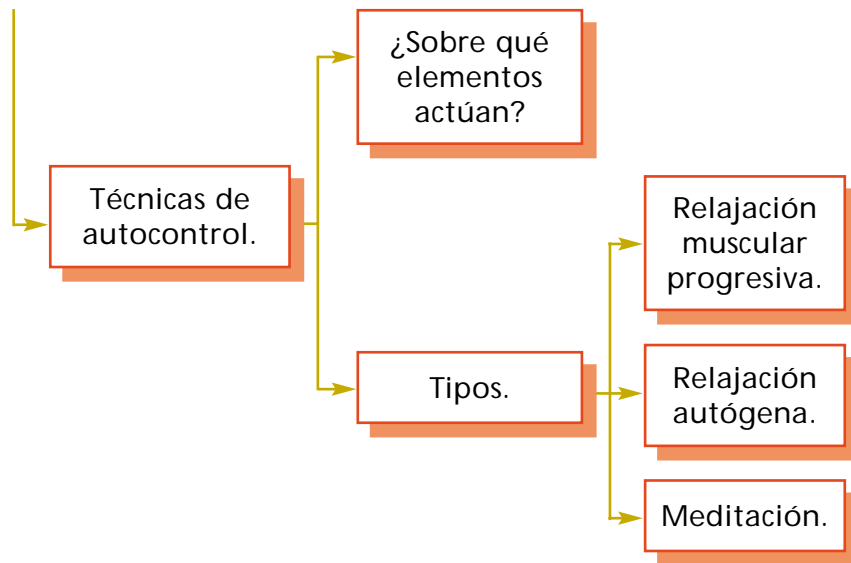 ¿Sobre qué
elementos
actúan?
Técnicas de
autocontrol.
Relajación
muscular
progresiva.
Tipos.
Relajación
autógena.
Meditación.